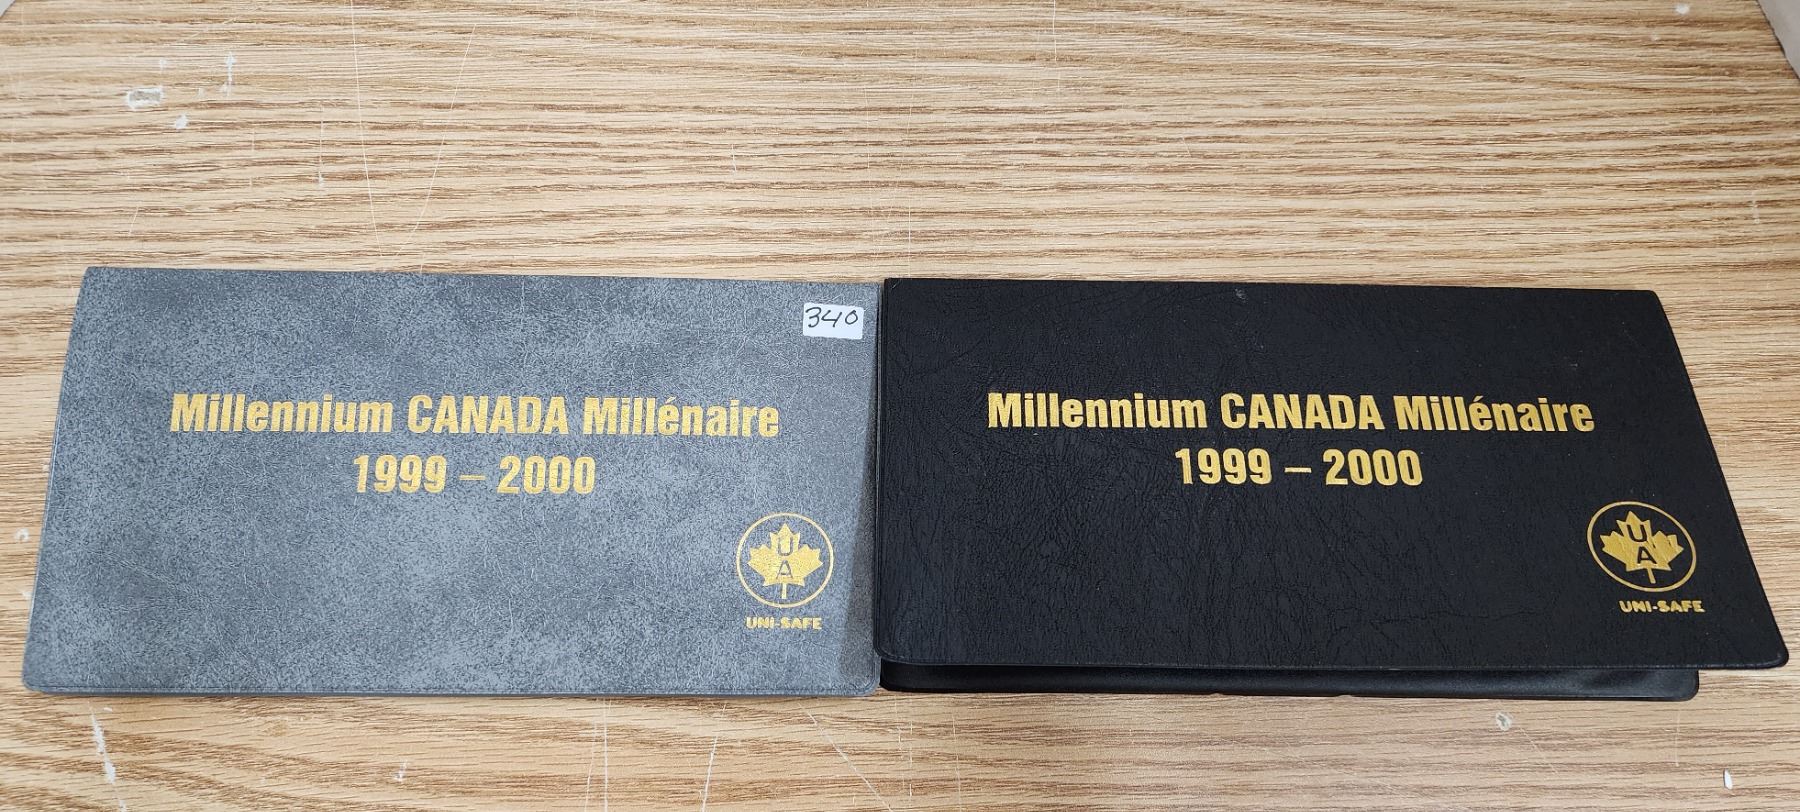 340
Millennium CANADA Millénaire
1999 – 2000
UA
UNI-SAFE
Millennium CANADA Millénaire
1999 – 2000
UA
UNI-SAFE